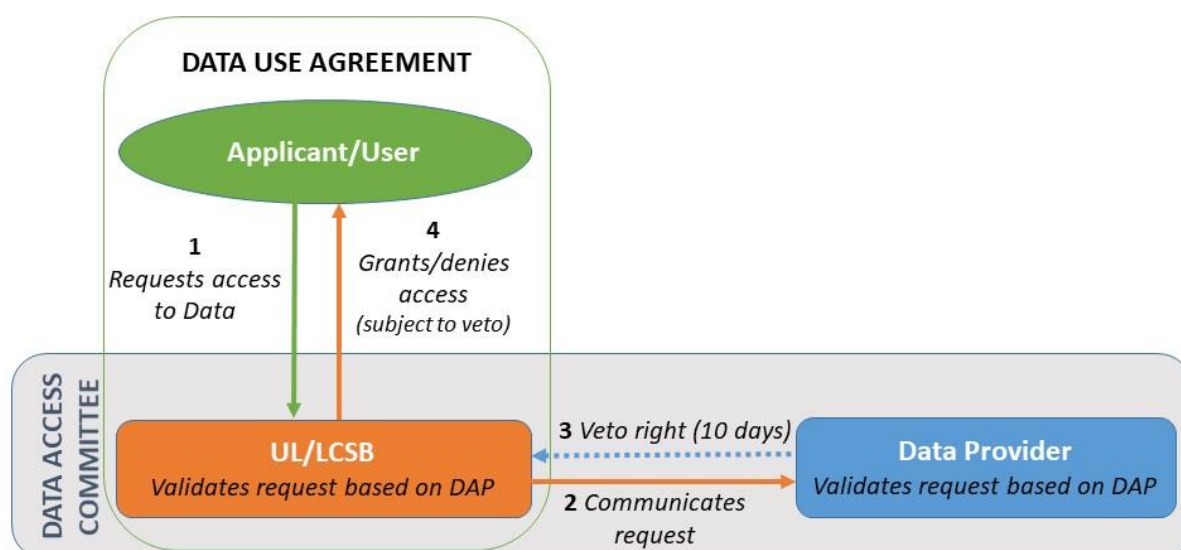 DATA USE AGREEMENT
Applicant/User
1
Requests access
to Data
4
Grants/denies
access
(subject to veto)
DATA ACCESS
COMMITTEE
UL/LCSB
Validates request based on DAP
3 Veto right (10 days)
2 Communicates
request
Data Provider
Validates request based on DAP